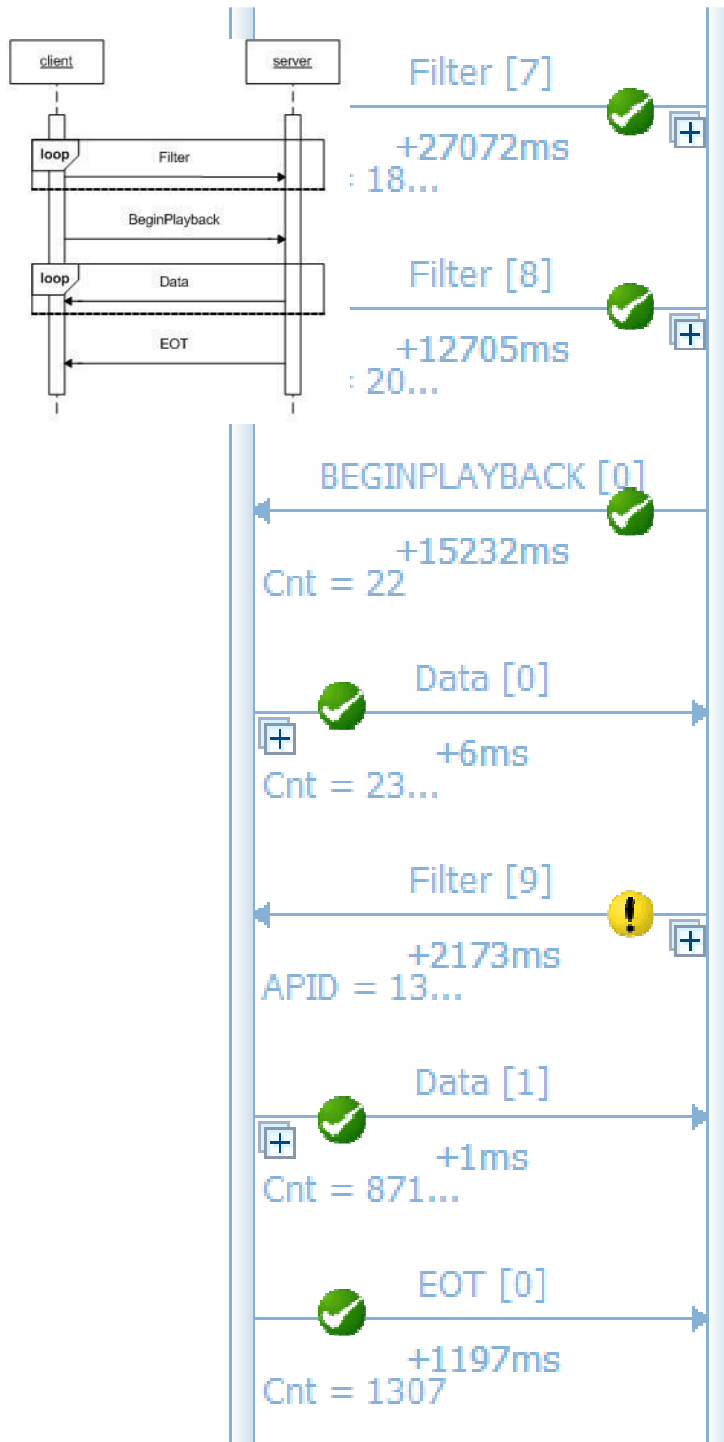 client
server
loop
Filter
BeginPlayback
loop
Data
EOT
Filter [7]
+27072ms
= 18...
Filter [8]
+12705ms
= 20...
BEGINPLAYBACK [0]
+15232ms
Cnt = 22
Data [0]
+6ms
Cnt = 23...
Filter [9]
+2173ms
APID = 13...
Data [1]
+1ms
Cnt = 871...
EOT [0]
+1197ms
Cnt = 1307